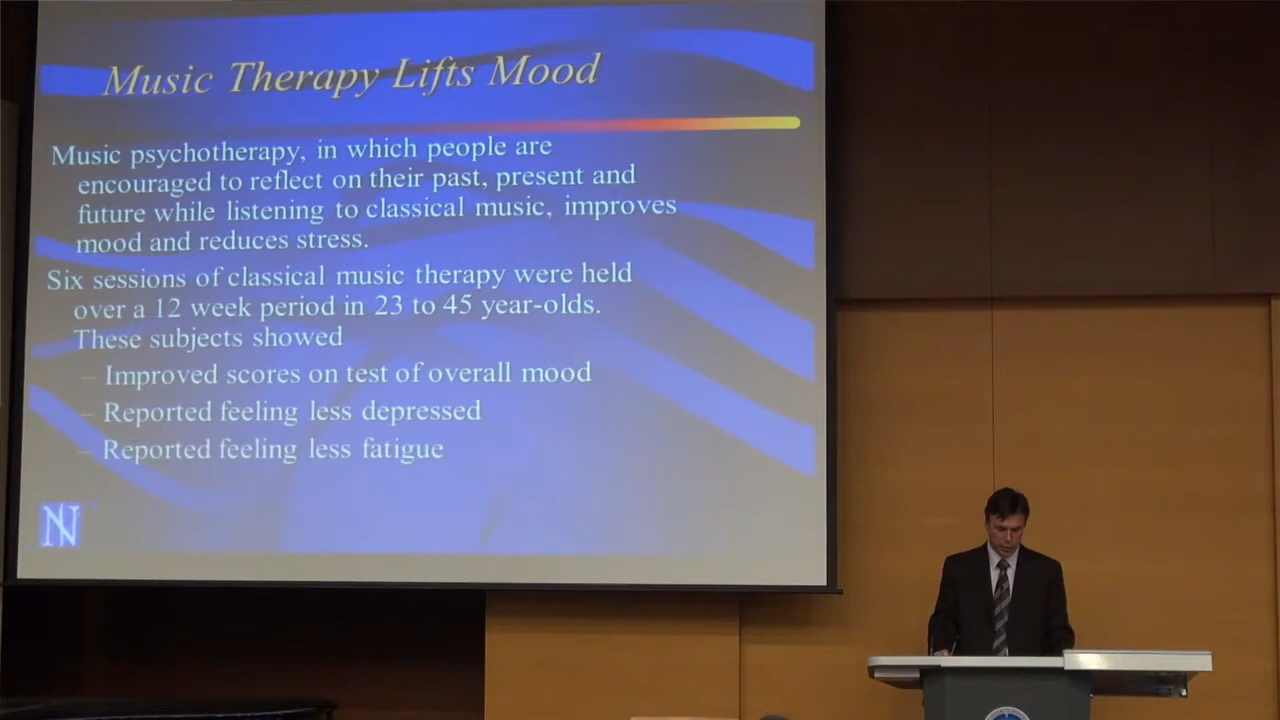 Music Therapy Lifts Mood
Music psychotherapy, in which people are
encouraged to reflect on their past, present and
future while listening to classical music, improves
mood and reduces stress.
Six sessions of classical music therapy were held
over a 12 week period in 23 to 45 year-olds.
These subjects showed
– Improved scores on test of overall mood
– Reported feeling less depressed
– Reported feeling less fatigue
N